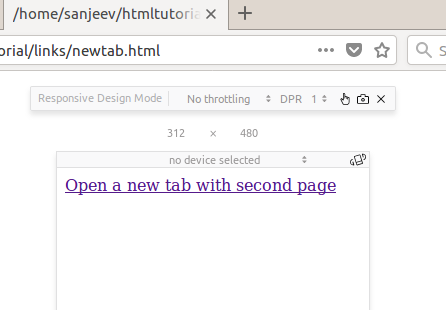 /home/sanjeev/htmltutoria
orial/links/newtab.html
S
Responsive Design Mode No throttling DPR 1
312 × 480
no device selected
Open a new tab with second page